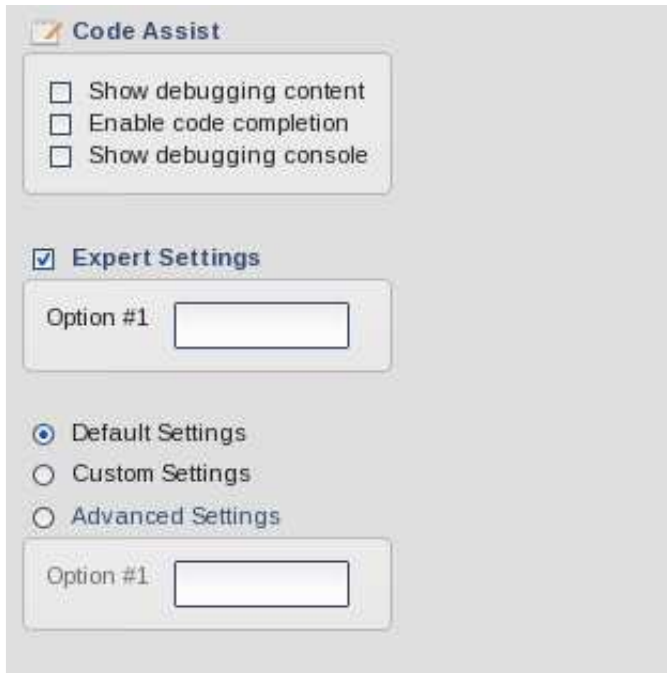 Code Assist
Show debugging content
Enable code completion
Show debugging console
Expert Settings
Option #1
Default Settings
Custom Settings
Advanced Settings
Option #1